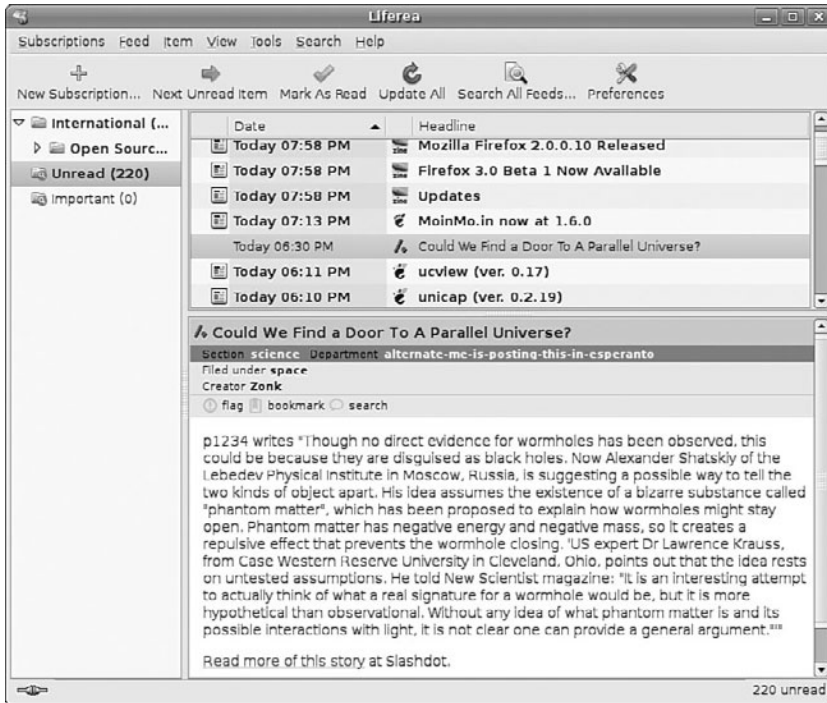 Liferea
Subscriptions Feed Item View Tools Search Help
New Subscription... Next Unread Item Mark As Read Update All Search All Feeds... Preferences
International (...
Open Sourc...
Unread (220)
Important (0)
Date Headline
Today 07:58 PM Mozilla Firefox 2.0.0.10 Released
Today 07:58 PM Firefox 3.0 Beta 1 Now Available
Today 07:58 PM Updates
Today 07:13 PM MoinMo.in now at 1.6.0
Today 06:30 PM Could We Find a Door To A Parallel Universe?
Today 06:11 PM ucview (ver. 0.17)
Today 06:10 PM unicap (ver. 0.2.19)
Could We Find a Door To A Parallel Universe?
Section science Department alternate-me-is-posting-this-in-esperanto
Filed under space
Creator Zonk
flag bookmark search
p1234 writes "Though no direct evidence for wormholes has been observed, this
could be because they are disguised as black holes. Now Alexander Shatskiy of the
Lebedev Physical Institute in Moscow, Russia, is suggesting a possible way to tell the
two kinds of object apart. His idea assumes the existence of a bizarre substance called
"phantom matter", which has been proposed to explain how wormholes might stay
open. Phantom matter has negative energy and negative mass, so it creates a
repulsive effect that prevents the wormhole closing. 'US expert Dr Lawrence Krauss,
from Case Western Reserve University in Cleveland, Ohio, points out that the idea rests
on untested assumptions. He told New Scientist magazine: "It is an interesting attempt
to actually think of what a real signature for a wormhole would be, but it is more
hypothetical than observational. Without any idea of what phantom matter is and its
possible interactions with light, it is not clear one can provide a general argument."'"
Read more of this story at Slashdot.
220 unread